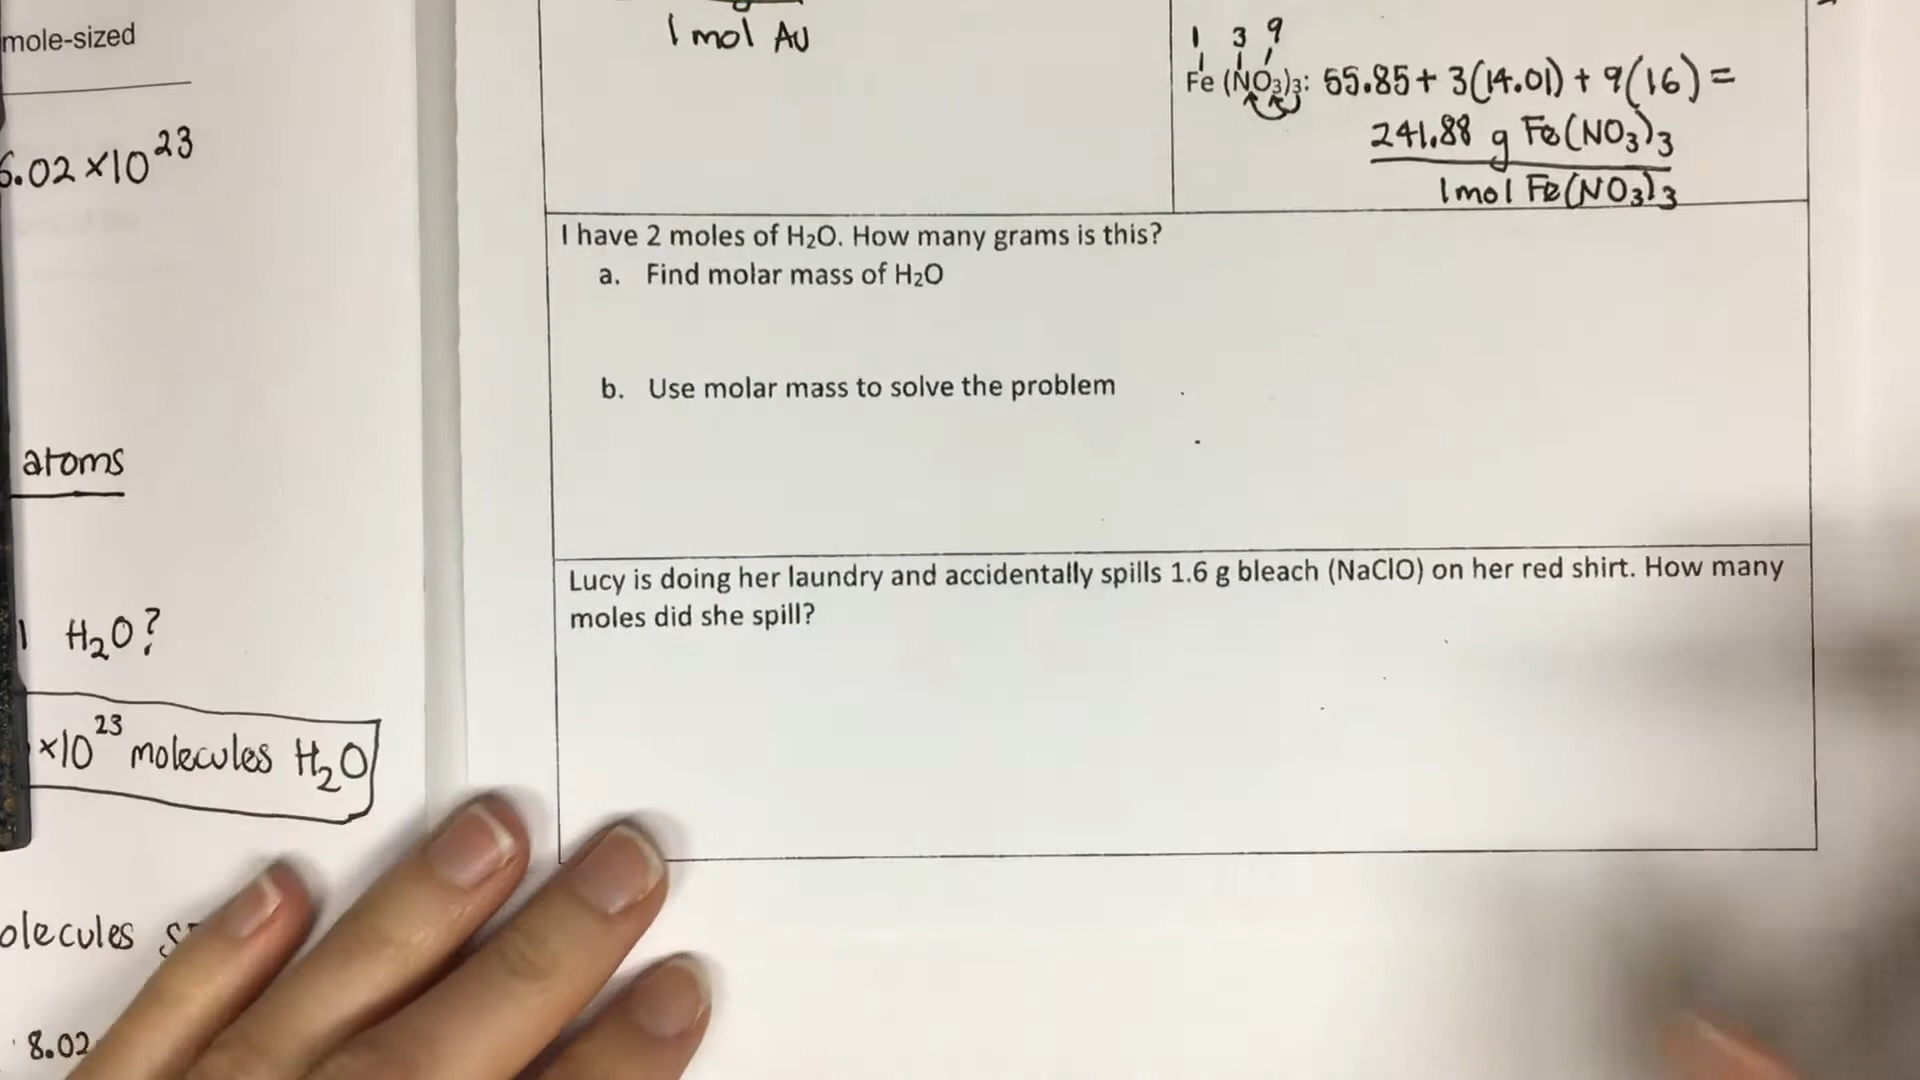 mole-sized
6.02 ×10²³
atoms
H₂O?
×10²³ molecules H₂O
olecules
8.02
1 mol Au
1 3 9
Fe (NO₃)₃: 55.85 + 3(14.01) + 9(16) =
241.88 g Fe(NO₃)₃
1 mol Fe(NO₃)₃
I have 2 moles of H₂O. How many grams is this?
a. Find molar mass of H₂O
b. Use molar mass to solve the problem
Lucy is doing her laundry and accidentally spills 1.6 g bleach (NaClO) on her red shirt. How many
moles did she spill?